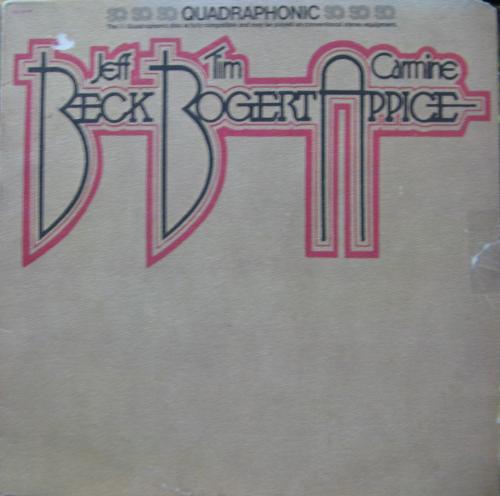 SQ SQ SQ QUADRAPHONIC SQ SQ SQ
Jeff Tim Carmine
BECK BOGERT APPICE